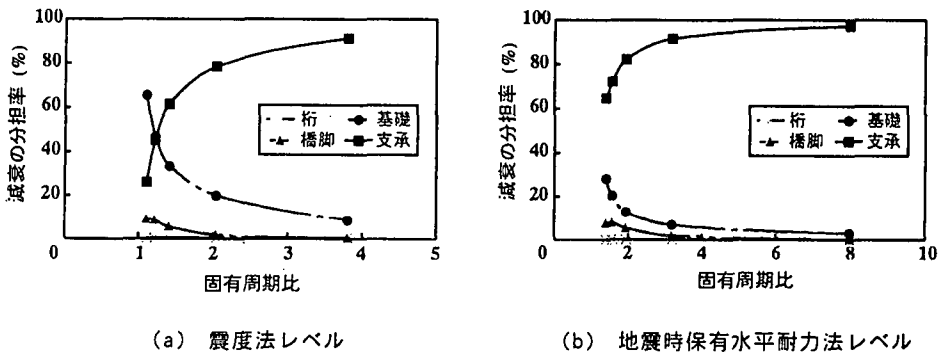 減衰の分担率 (%)
100
80
60
40
20
0
1
2
3
4
5
桁
基礎
橋脚
支承
固有周期比
(a) 震度法レベル
減衰の分担率 (%)
100
80
60
40
20
0
2
4
6
8
10
桁
基礎
橋脚
支承
固有周期比
(b) 地震時保有水平耐力法レベル